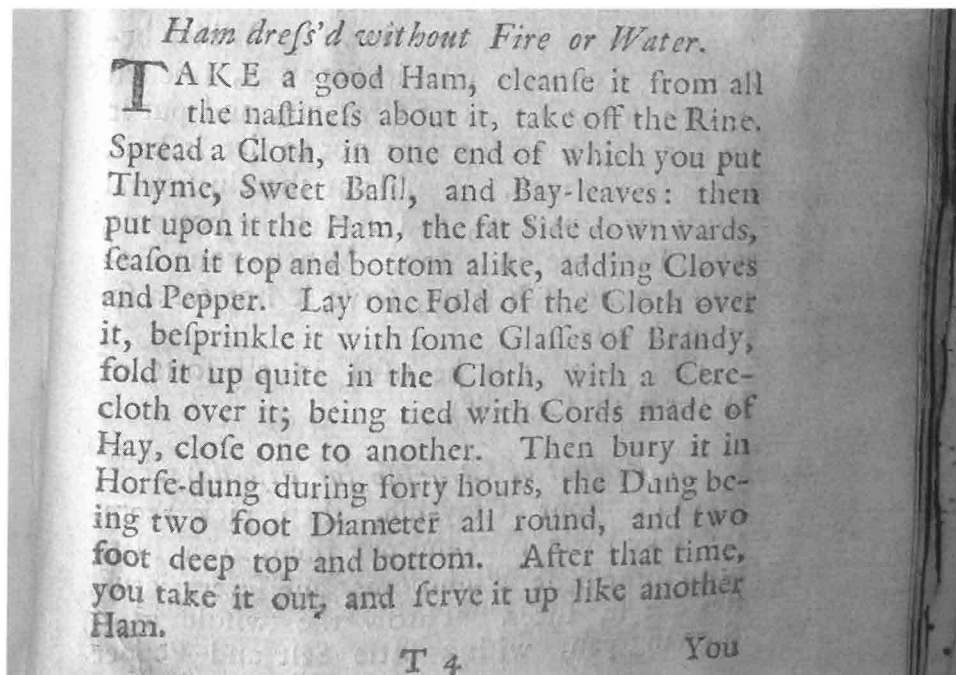 Ham dreſs'd without Fire or Water.
TAKE a good Ham, cleanſe it from all
the naſtineſs about it, take off the Rine.
Spread a Cloth, in one end of which you put
Thyme, Sweet Baſil, and Bay-leaves: then
put upon it the Ham, the fat Side downwards,
ſeaſon it top and bottom alike, adding Cloves
and Pepper. Lay one Fold of the Cloth over
it, beſprinkle it with ſome Glaſſes of Brandy,
fold it up quite in the Cloth, with a Cere-
cloth over it; being tied with Cords made of
Hay, cloſe one to another. Then bury it in
Horſe-dung during forty hours, the Dung be-
ing two foot Diameter all round, and two
foot deep top and bottom. After that time,
you take it out, and ſerve it up like another
Ham.
T 4 You